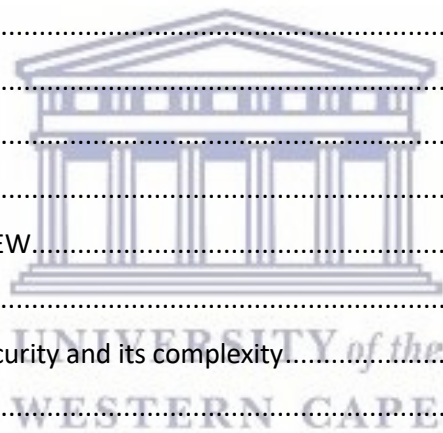 ........................................................
........................................................
........................................................
........................................................
EW........................................................
........................................................
curity and its complexity........................
UNIVERSITY of the
........................................................
WESTERN CAPE